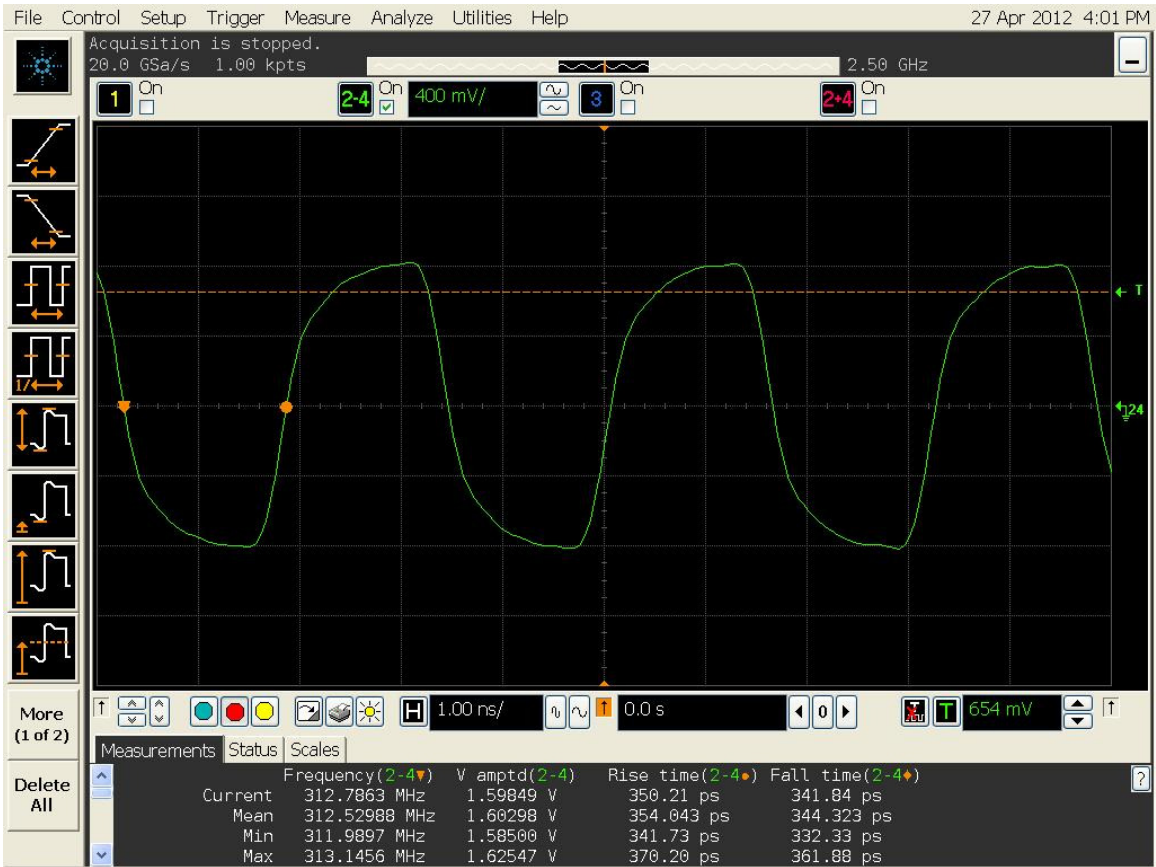 File Control Setup Trigger Measure Analyze Utilities Help 27 Apr 2012 4:01 PM
Acquisition is stopped.
20.0 GSa/s 1.00 kpts 2.50 GHz
1 On 2-4 On 400 mV/ 3 On 2+4 On
T
24
1/
More
(1 of 2)
Delete
All
H 1.00 ns/ 0.0 s 0 T 654 mV
Measurements Status Scales
Frequency(2-4▼) V amptd(2-4) Rise time(2-4●) Fall time(2-4♦) ?
Current 312.7863 MHz 1.59849 V 350.21 ps 341.84 ps
Mean 312.52988 MHz 1.60298 V 354.043 ps 344.323 ps
Min 311.9897 MHz 1.58500 V 341.73 ps 332.33 ps
Max 313.1456 MHz 1.62547 V 370.20 ps 361.88 ps